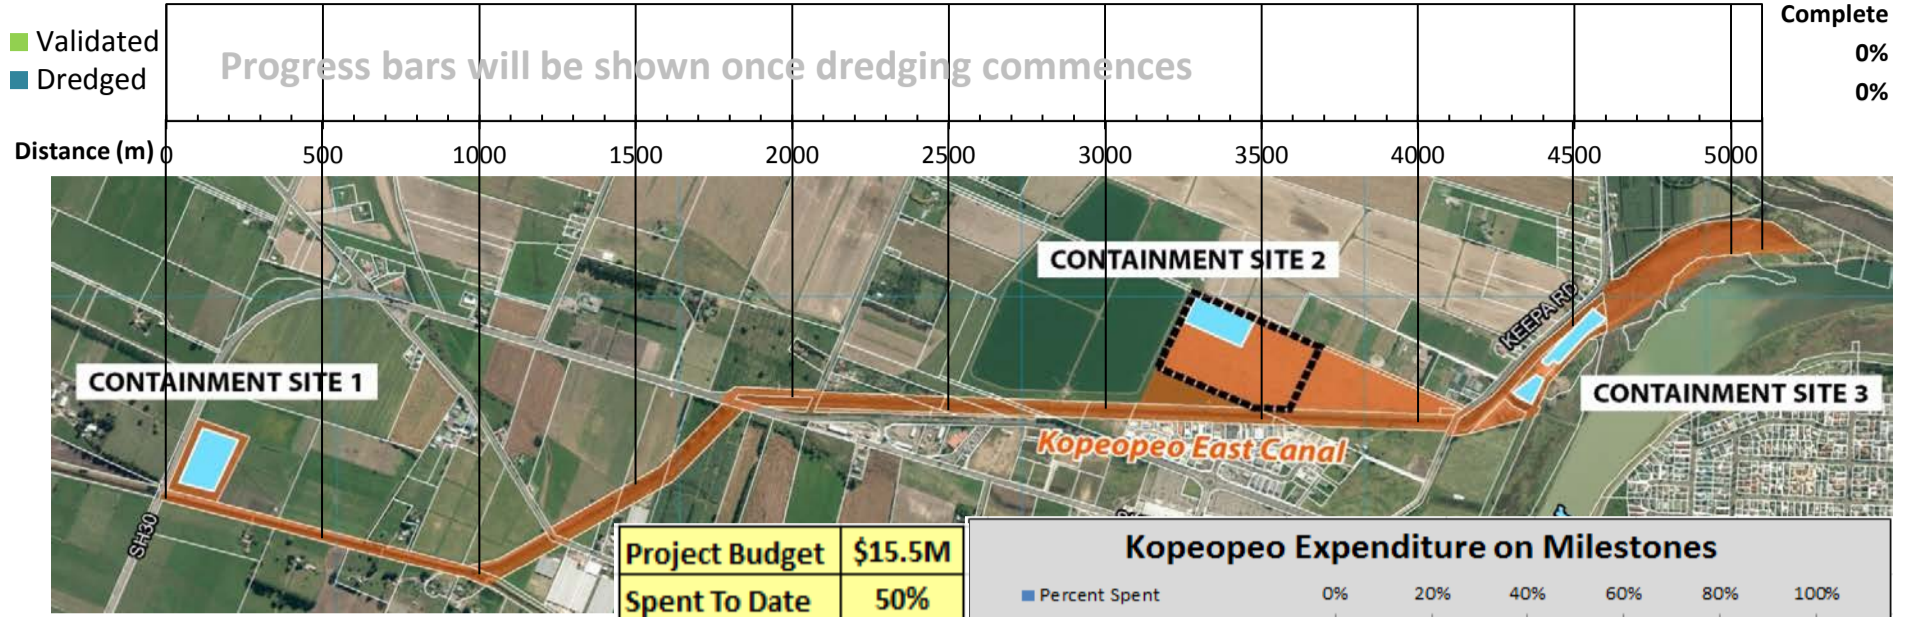 Complete
Validated
0%
Progress bars will be shown once dredging commences
Dredged
0%
Distance (m) 0 500 1000 1500 2000 2500 3000 3500 4000 4500 5000
CONTAINMENT SITE 2
KEEPA RD
CONTAINMENT SITE 1
CONTAINMENT SITE 3
Kopeopeo East Canal
SH30
Project Budget $15.5M
Spent To Date 50%
Kopeopeo Expenditure on Milestones
Percent Spent 0% 20% 40% 60% 80% 100%